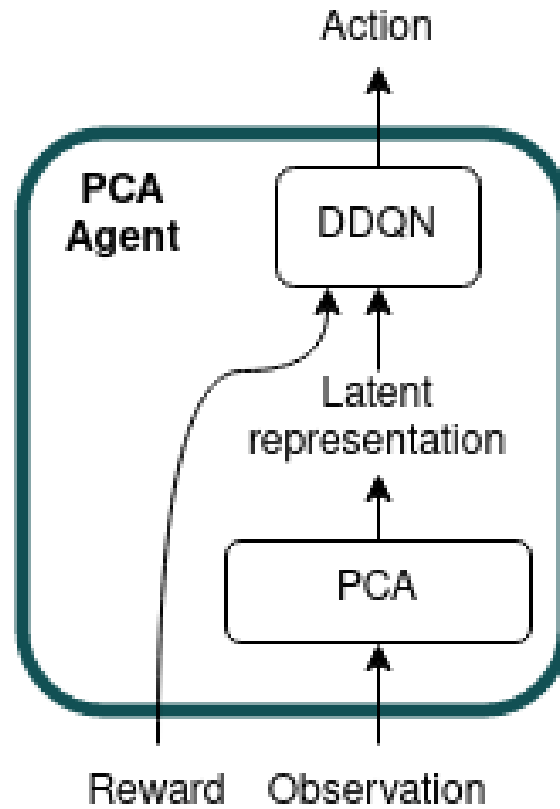 Action
PCA
Agent
DDQN
Latent
representation
PCA
Reward
Observation